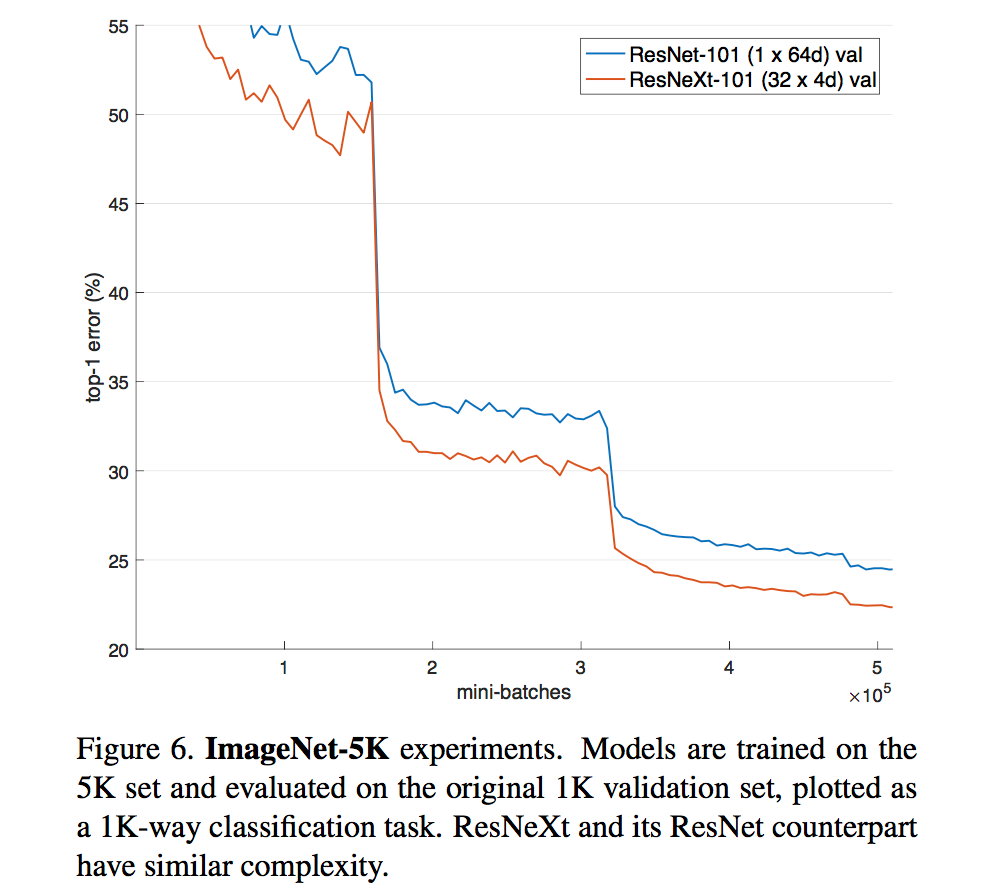 55
50
45
40
35
30
25
20
top-1 error (%)
ResNet-101 (1 x 64d) val
ResNeXt-101 (32 x 4d) val
1 2 3 4 5
mini-batches
×10⁵
Figure 6. ImageNet-5K experiments. Models are trained on the
5K set and evaluated on the original 1K validation set, plotted as
a 1K-way classification task. ResNeXt and its ResNet counterpart
have similar complexity.